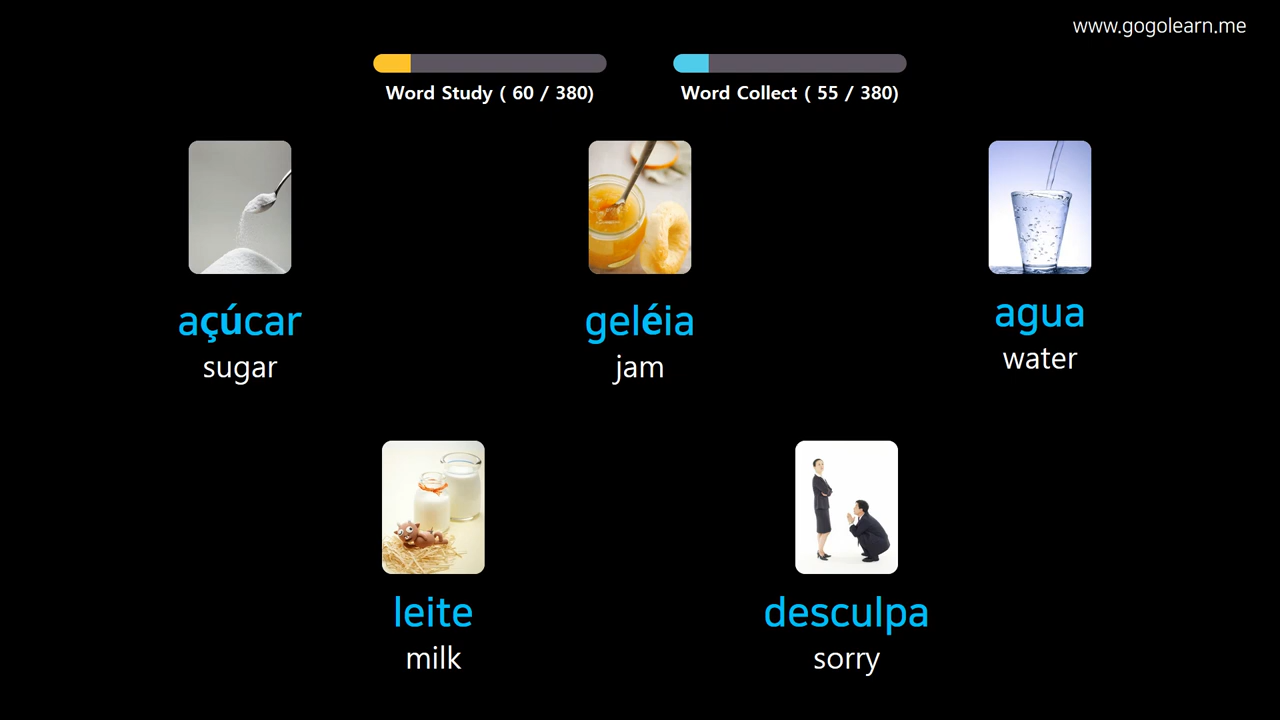 www.gogolearn.me
Word Study ( 60 / 380)
Word Collect ( 55 / 380)
açúcar
sugar
geléia
jam
agua
water
leite
milk
desculpa
sorry